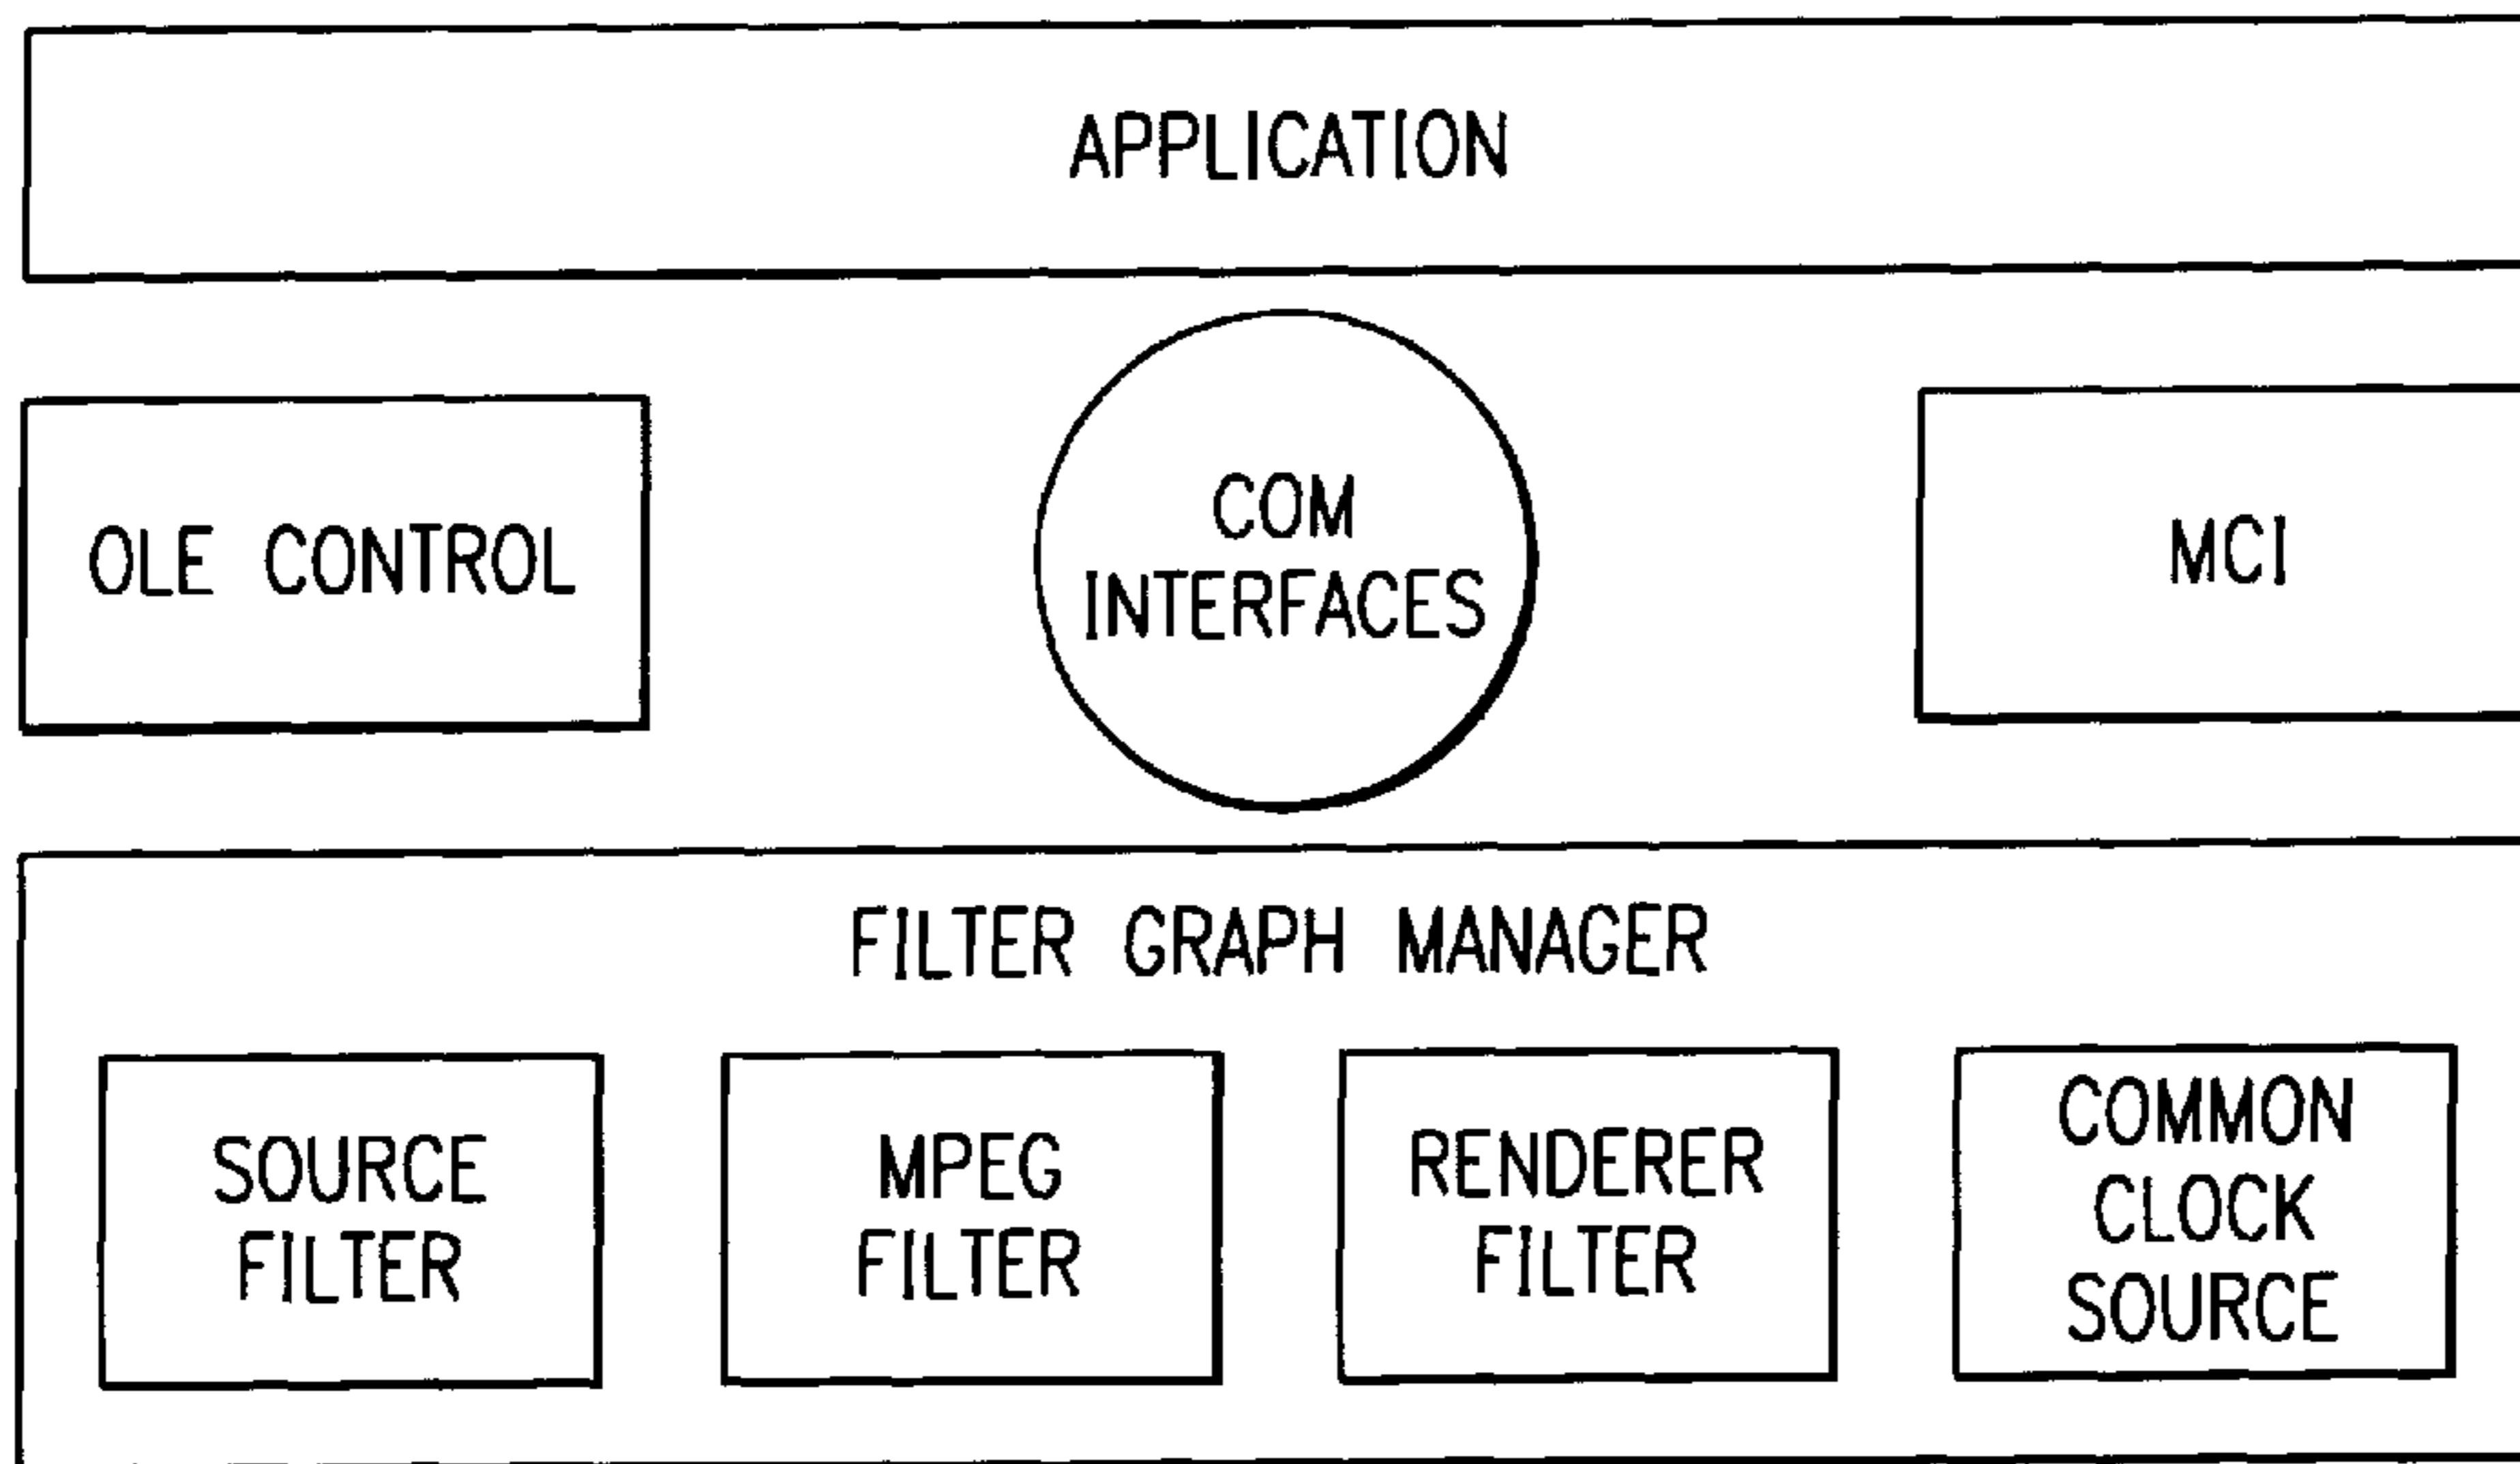 APPLICATION
OLE CONTROL
COM
INTERFACES
MCI
FILTER GRAPH MANAGER
SOURCE
FILTER
MPEG
FILTER
RENDERER
FILTER
COMMON
CLOCK
SOURCE